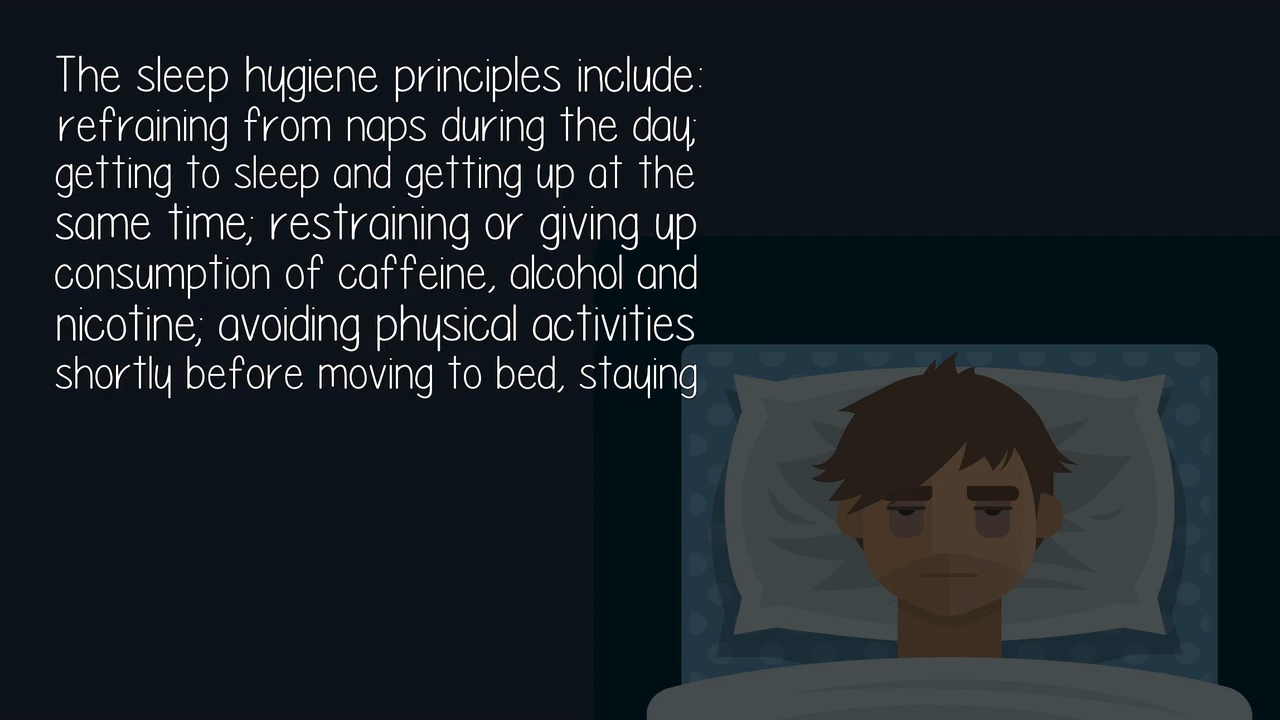 The sleep hygiene principles include:
refraining from naps during the day;
getting to sleep and getting up at the
same time; restraining or giving up
consumption of caffeine, alcohol and
nicotine; avoiding physical activities
shortly before moving to bed, staying